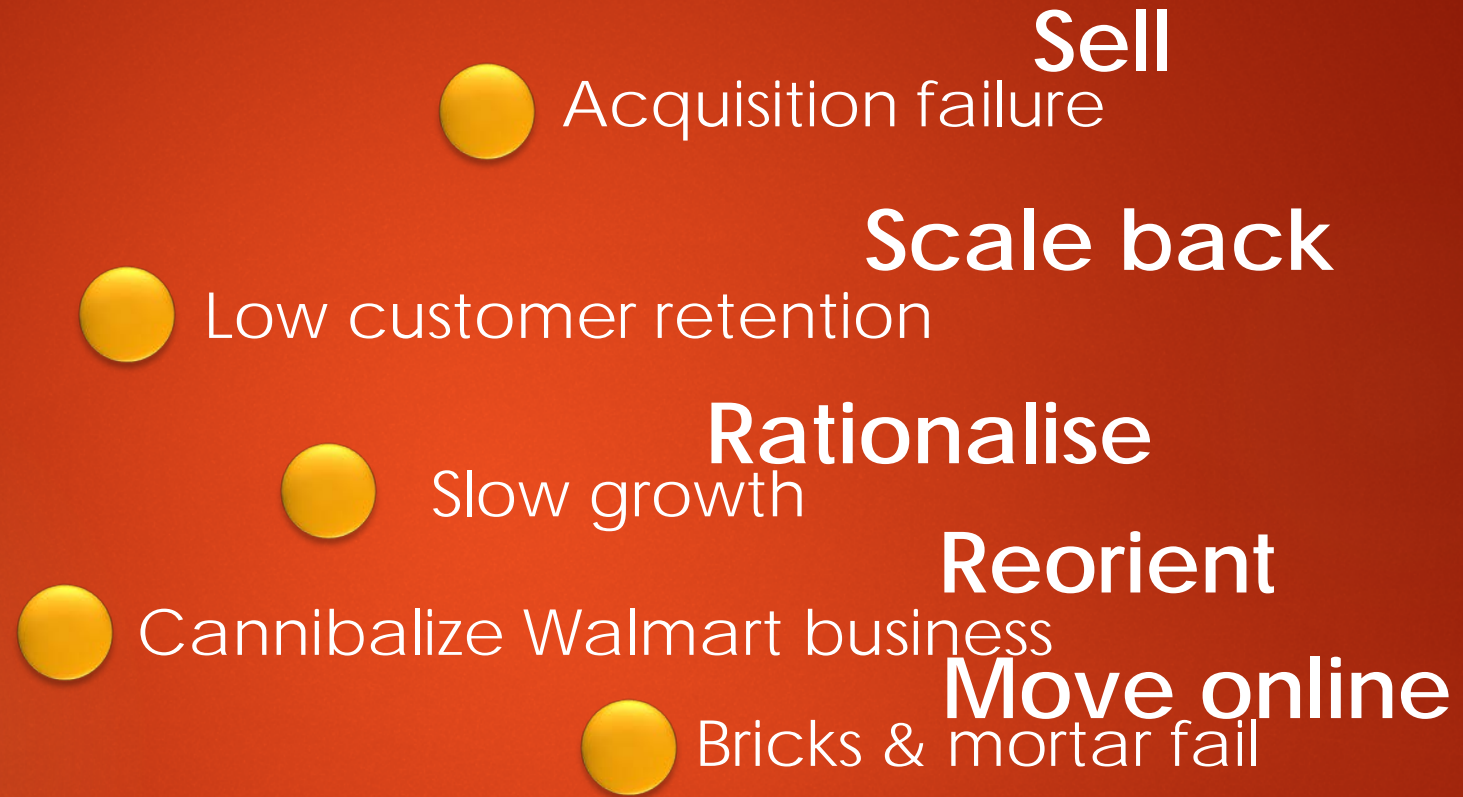 Sell
Acquisition failure
Scale back
Low customer retention
Rationalise
Slow growth
Reorient
Cannibalize Walmart business
Move online
Bricks & mortar fail